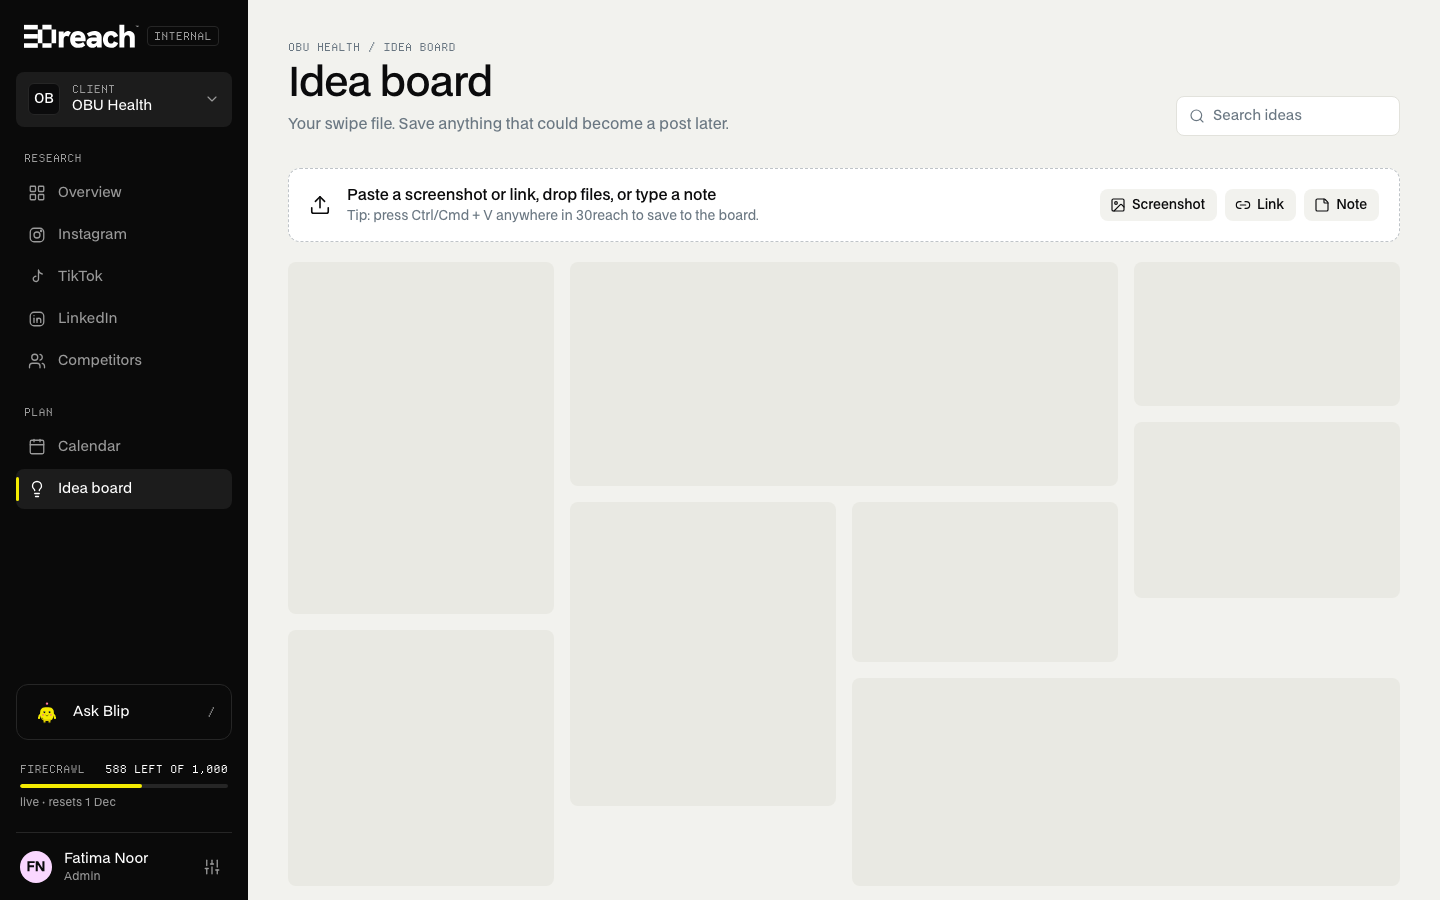 30reach
INTERNAL
OB
CLIENT
OBU Health
RESEARCH
Overview
Instagram
TikTok
LinkedIn
Competitors
PLAN
Calendar
Idea board
Ask Blip
/
FIRECRAWL
588 LEFT OF 1,000
live · resets 1 Dec
FN
Fatima Noor
Admin
OBU HEALTH / IDEA BOARD
Idea board
Your swipe file. Save anything that could become a post later.
Search ideas
Paste a screenshot or link, drop files, or type a note
Tip: press Ctrl/Cmd + V anywhere in 30reach to save to the board.
Screenshot
Link
Note